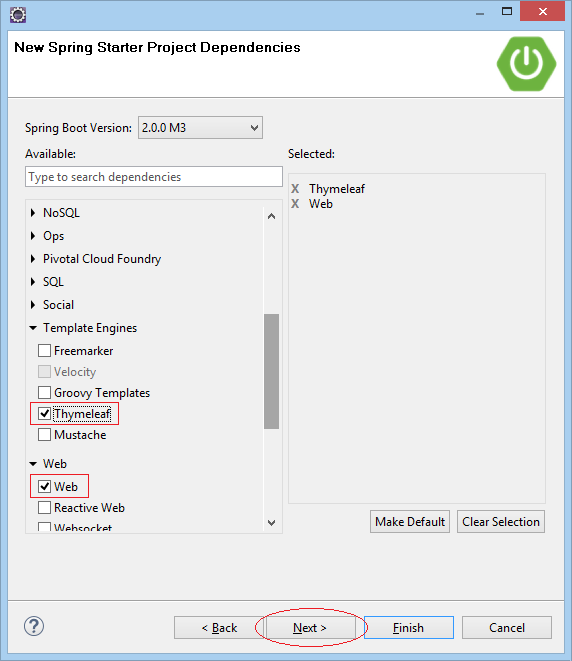 New Spring Starter Project Dependencies
Spring Boot Version: 2.0.0 M3
Available:
Type to search dependencies
NoSQL
Ops
Pivotal Cloud Foundry
SQL
Social
Template Engines
Freemarker
Velocity
Groovy Templates
Thymeleaf
Mustache
Web
Web
Reactive Web
Websocket
Selected:
X Thymeleaf
X Web
Make Default Clear Selection
? < Back Next > Finish Cancel